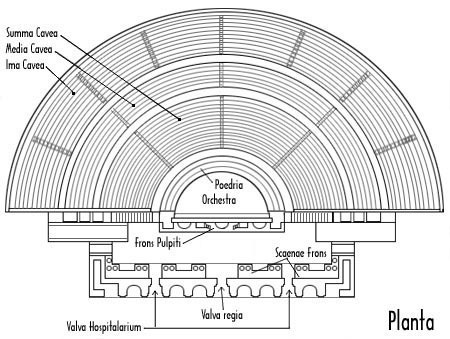 Summa Cavea
Media Cavea
Ima Cavea
Poedria
Orchestra
Frons Pulpiti
Scaenae Frons
Valva regia
Valva Hospitalarium
Planta